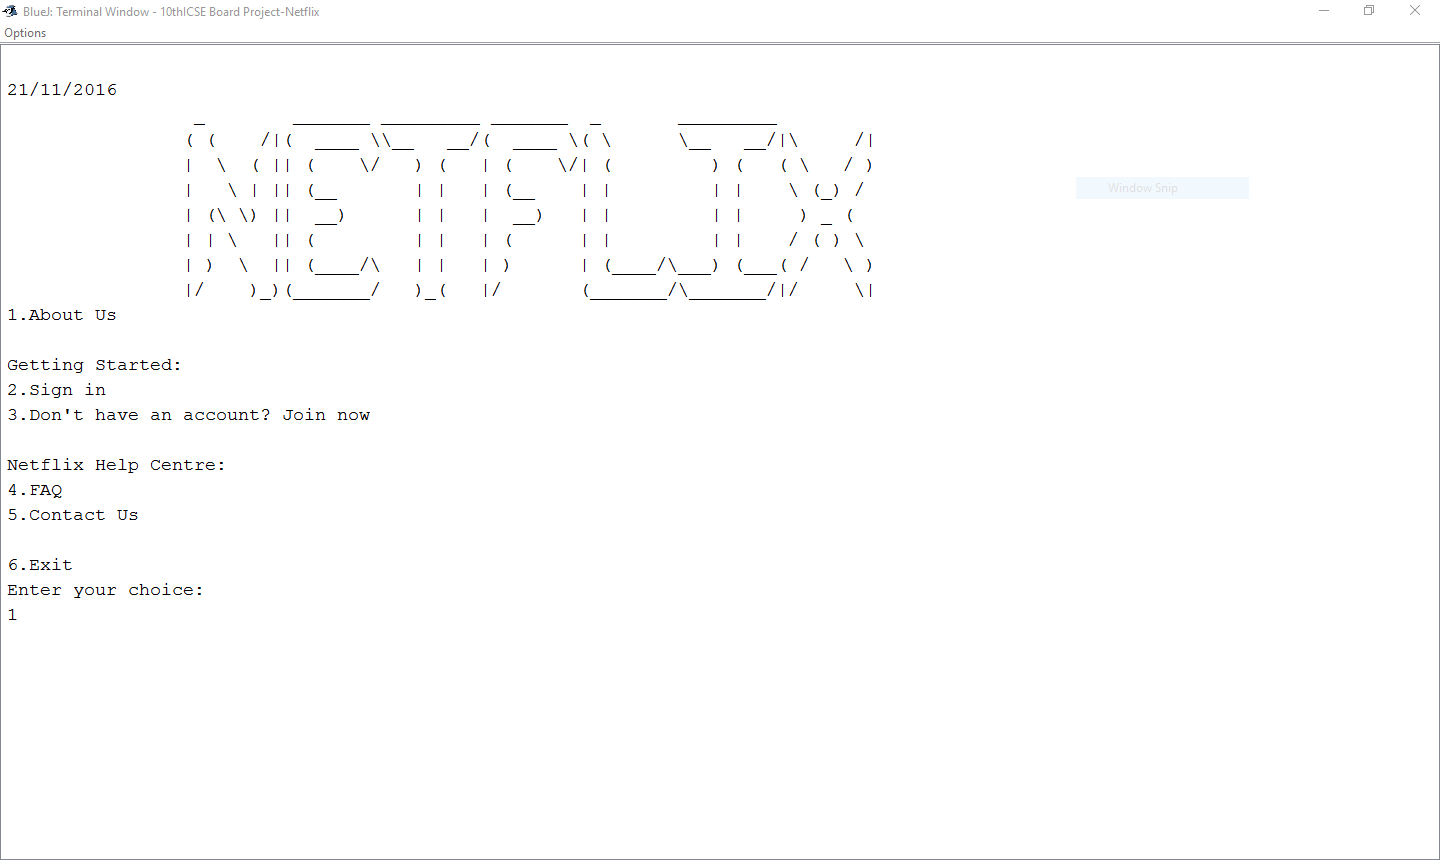 BlueJ: Terminal Window - 10thICSE Board Project-Netflix
Options
21/11/2016
NETFLIX
Window Snip
1.About Us
Getting Started:
2.Sign in
3.Don't have an account? Join now
Netflix Help Centre:
4.FAQ
5.Contact Us
6.Exit
Enter your choice:
1